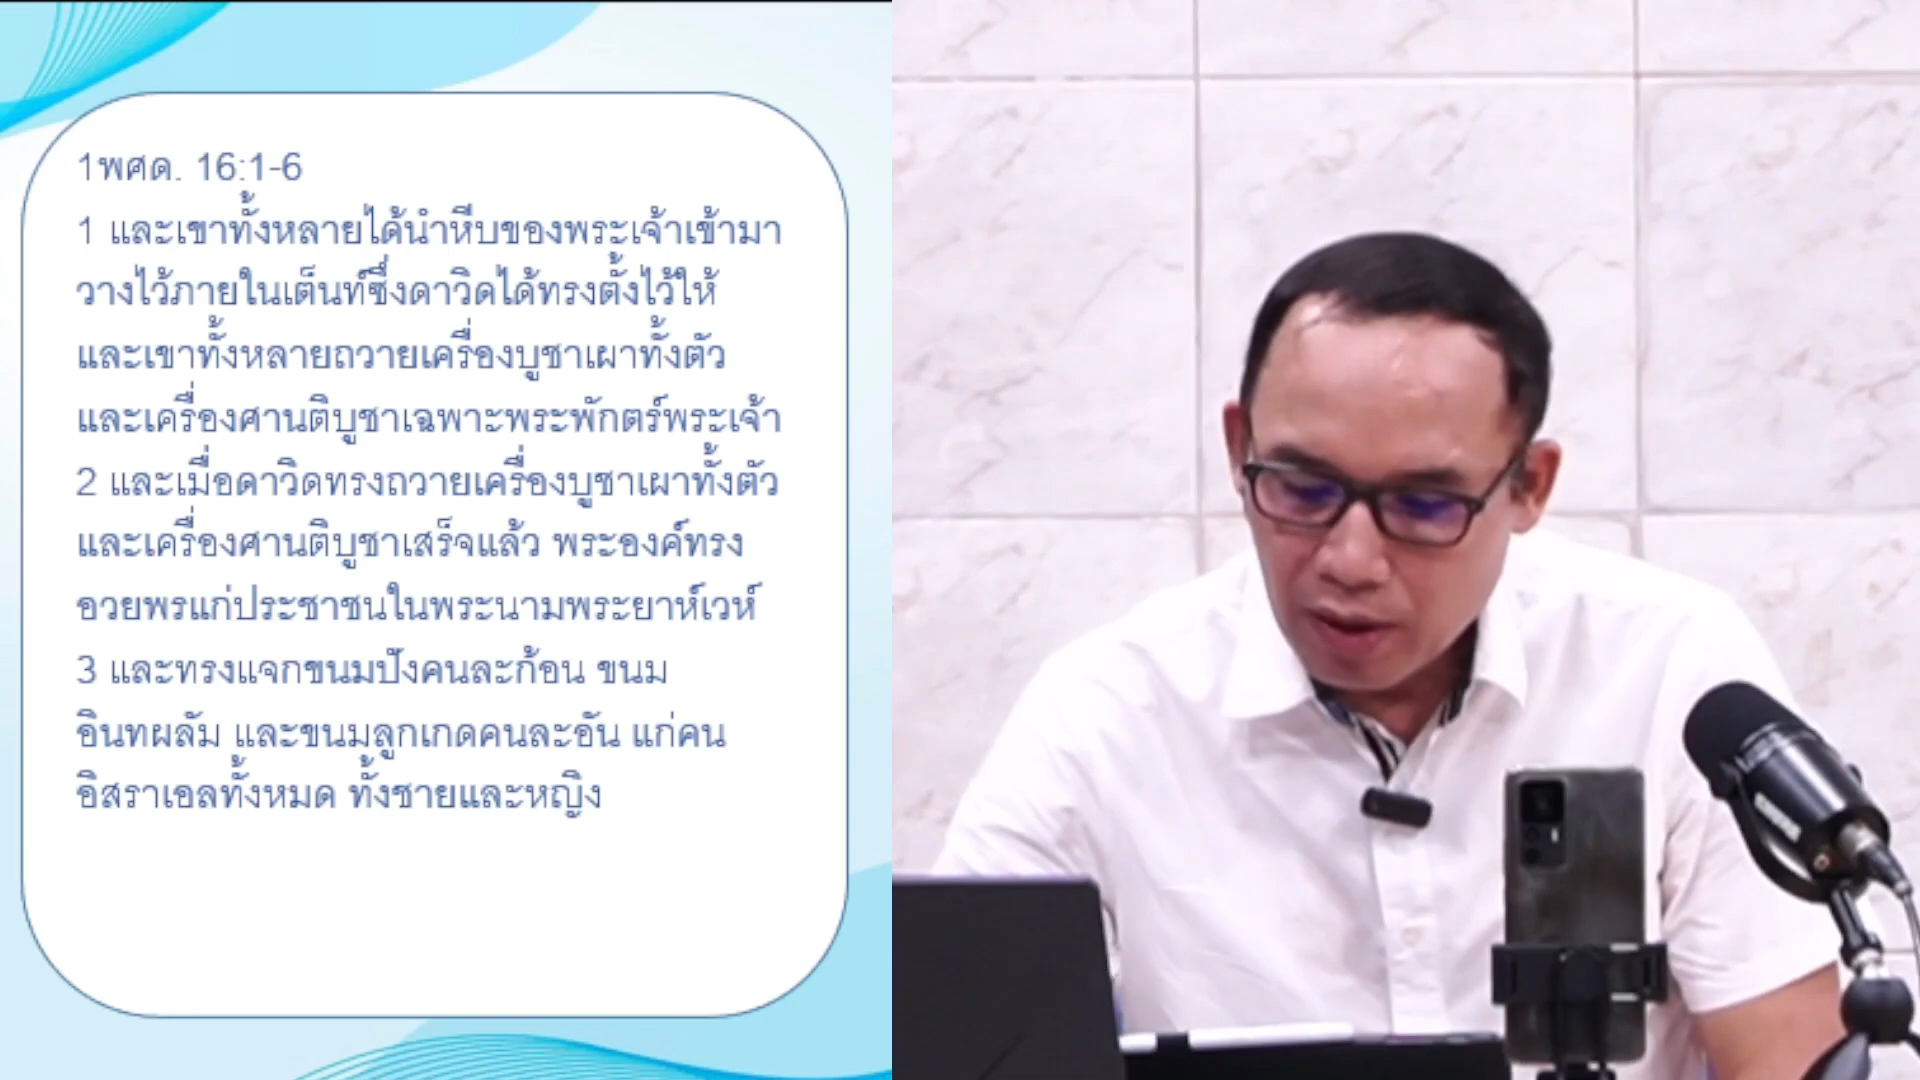 1พศด. 16:1-6
1 และเขาทั้งหลายได้นำหีบของพระเจ้าเข้ามา
วางไว้ภายในเต็นท์ซึ่งดาวิดได้ทรงตั้งไว้ให้
และเขาทั้งหลายถวายเครื่องบูชาเผาทั้งตัว
และเครื่องศานติบูชาเฉพาะพระพักตร์พระเจ้า
2 และเมื่อดาวิดทรงถวายเครื่องบูชาเผาทั้งตัว
และเครื่องศานติบูชาเสร็จแล้ว พระองค์ทรง
อวยพรแก่ประชาชนในพระนามพระยาห์เวห์
3 และทรงแจกขนมปังคนละก้อน ขนม
อินทผลัม และขนมลูกเกดคนละอัน แก่คน
อิสราเอลทั้งหมด ทั้งชายและหญิง